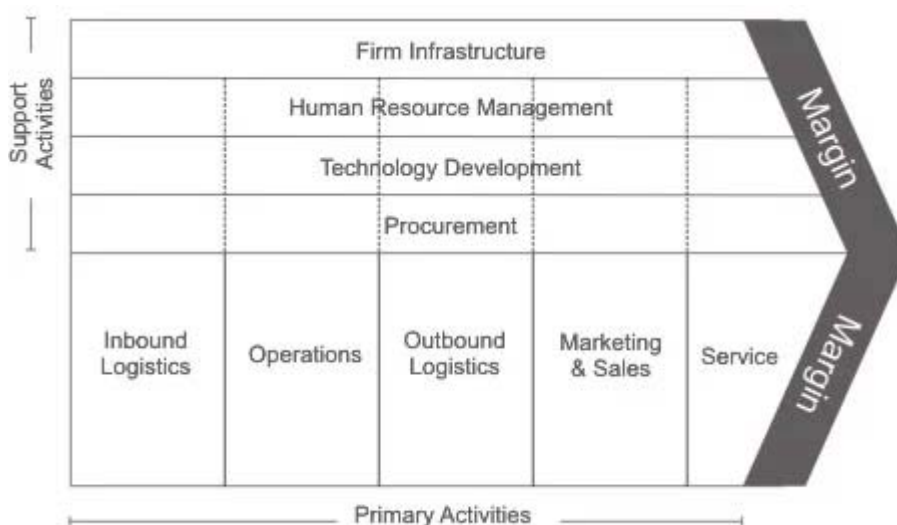 Support
Activities
Firm Infrastructure
Human Resource Management
Technology Development
Procurement
Margin
Inbound
Logistics
Operations
Outbound
Logistics
Marketing
& Sales
Service
Margin
Primary Activities